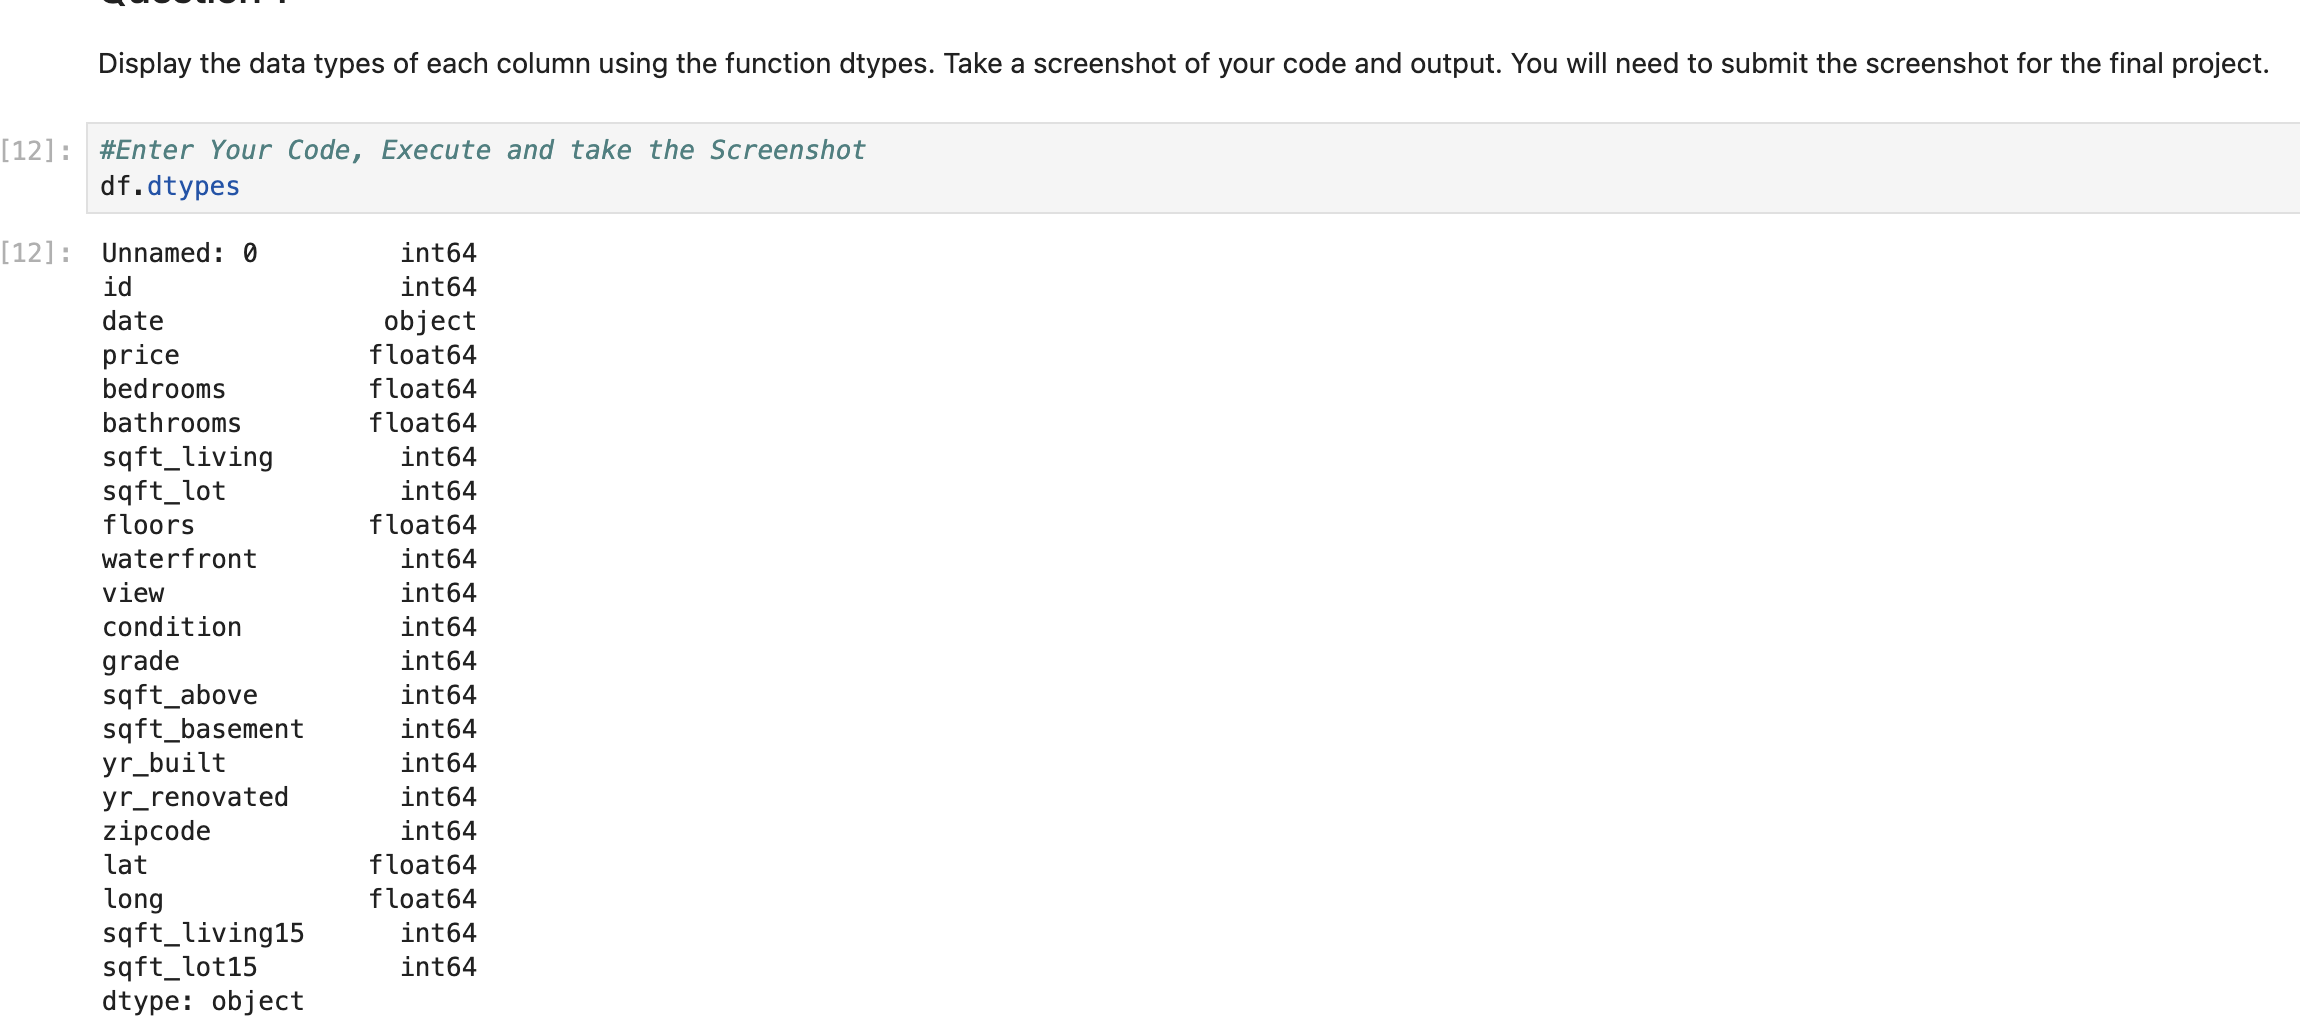 Question 1
Display the data types of each column using the function dtypes. Take a screenshot of your code and output. You will need to submit the screenshot for the final project.
[12]:
#Enter Your Code, Execute and take the Screenshot
df.dtypes
[12]:
Unnamed: 0 int64
id int64
date object
price float64
bedrooms float64
bathrooms float64
sqft_living int64
sqft_lot int64
floors float64
waterfront int64
view int64
condition int64
grade int64
sqft_above int64
sqft_basement int64
yr_built int64
yr_renovated int64
zipcode int64
lat float64
long float64
sqft_living15 int64
sqft_lot15 int64
dtype: object